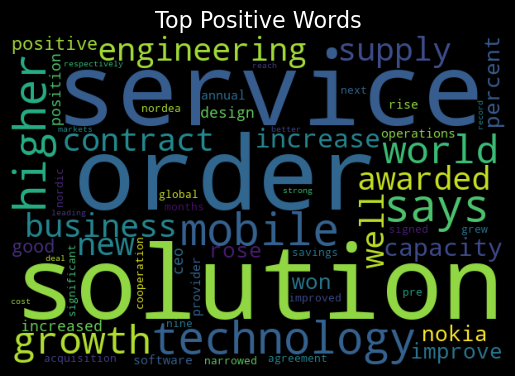 Top Positive Words
positive engineering supply
respectively reach
service
higher position nordea annual next rise percent
markets design better operations record
contract increase world
order
nordic global strong awarded
leading months signed grew says
business mobile well
good new rose capacity
significant ceo won savings
deal cooperation provider improved pre
solution
cost nine
increased nokia
growth technology improve
acquisition software narrowed agreement